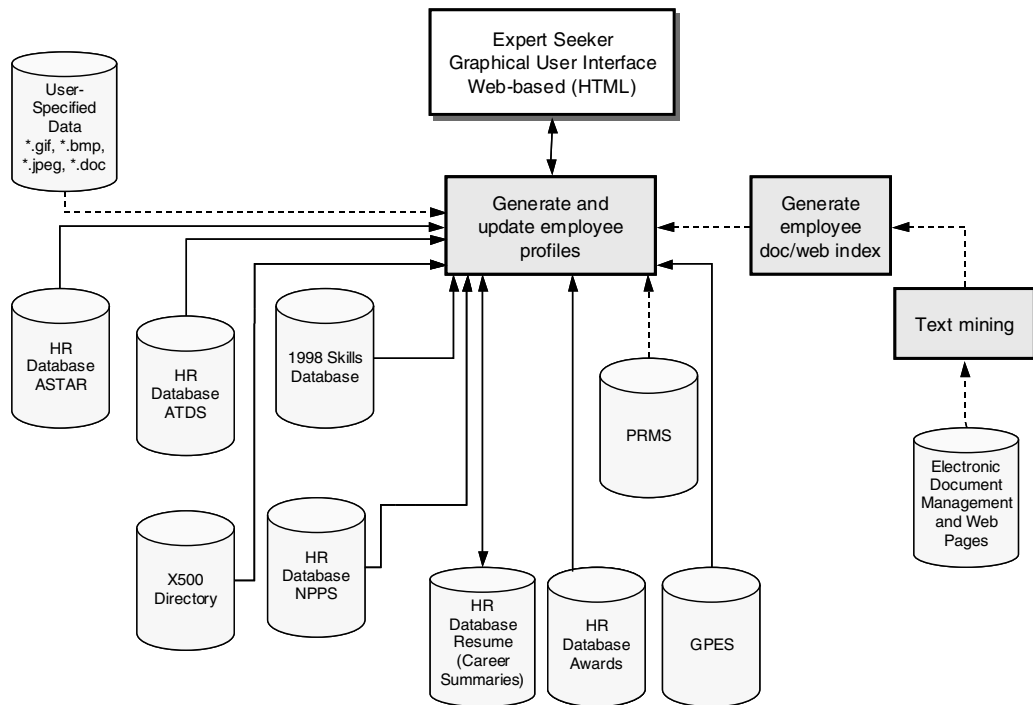 Expert Seeker
Graphical User Interface
Web-based (HTML)
User-
Specified
Data
*.gif, *.bmp,
*.jpeg, *.doc
Generate and
update employee
profiles
Generate
employee
doc/web index
Text mining
HR
Database
ASTAR
HR
Database
ATDS
1998 Skills
Database
PRMS
Electronic
Document
Management
and Web
Pages
X500
Directory
HR
Database
NPPS
HR
Database
Resume
(Career
Summaries)
HR
Database
Awards
GPES